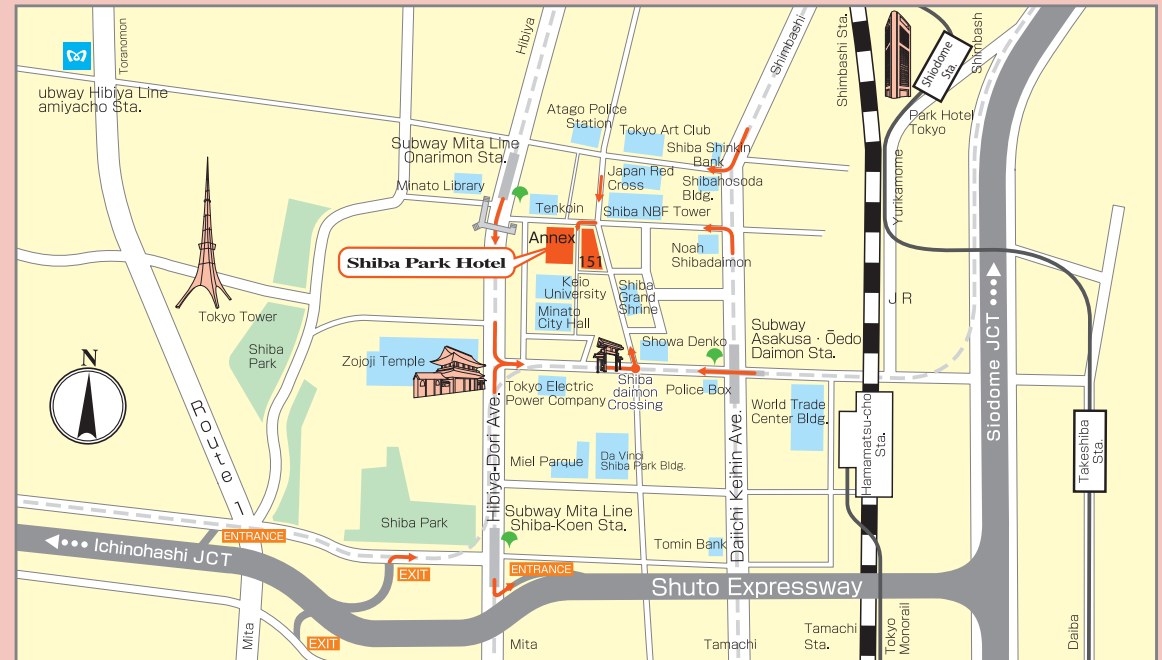 Toranomon
Hibiya
Shimbashi
Shimbashi Sta.
Shiodome
Sta.
Shimbash
ubway Hibiya Line
amiyacho Sta.
Atago Police
Station
Tokyo Art Club
Park Hotel
Tokyo
Subway Mita Line
Onarimon Sta.
Shiba Shinkin
Bank
Japan Red
Cross
Shibahosoda
Bldg.
Minato Library
Tenkoin
Shiba NBF Tower
Yurikamome
Annex
151
Shiba Park Hotel
Noah
Shibadaimon
Keio
University
Shiba
Grand
Shrine
J R
Minato
City Hall
Tokyo Tower
Subway
Asakusa · Ōedo
Daimon Sta.
Showa Denko
Siodome JCT
Shiba
Park
Zojoji Temple
N
Tokyo Electric
Power Company
Shiba
daimon
Crossing
Police Box
World Trade
Center Bldg.
Hamamatsu-cho
Sta.
Takeshiba
Sta.
Route 1
Hibiya-Dori Ave.
Daiichi Keihin Ave.
Miel Parque
Da Vinci
Shiba Park Bldg.
Shiba Park
Subway Mita Line
Shiba-Koen Sta.
ENTRANCE
Ichinohashi JCT
Tomin Bank
EXIT
ENTRANCE
Shuto Expressway
EXIT
Mita
Mita
Tamachi
Tamachi
Sta.
Tokyo
Monorail
Daiba